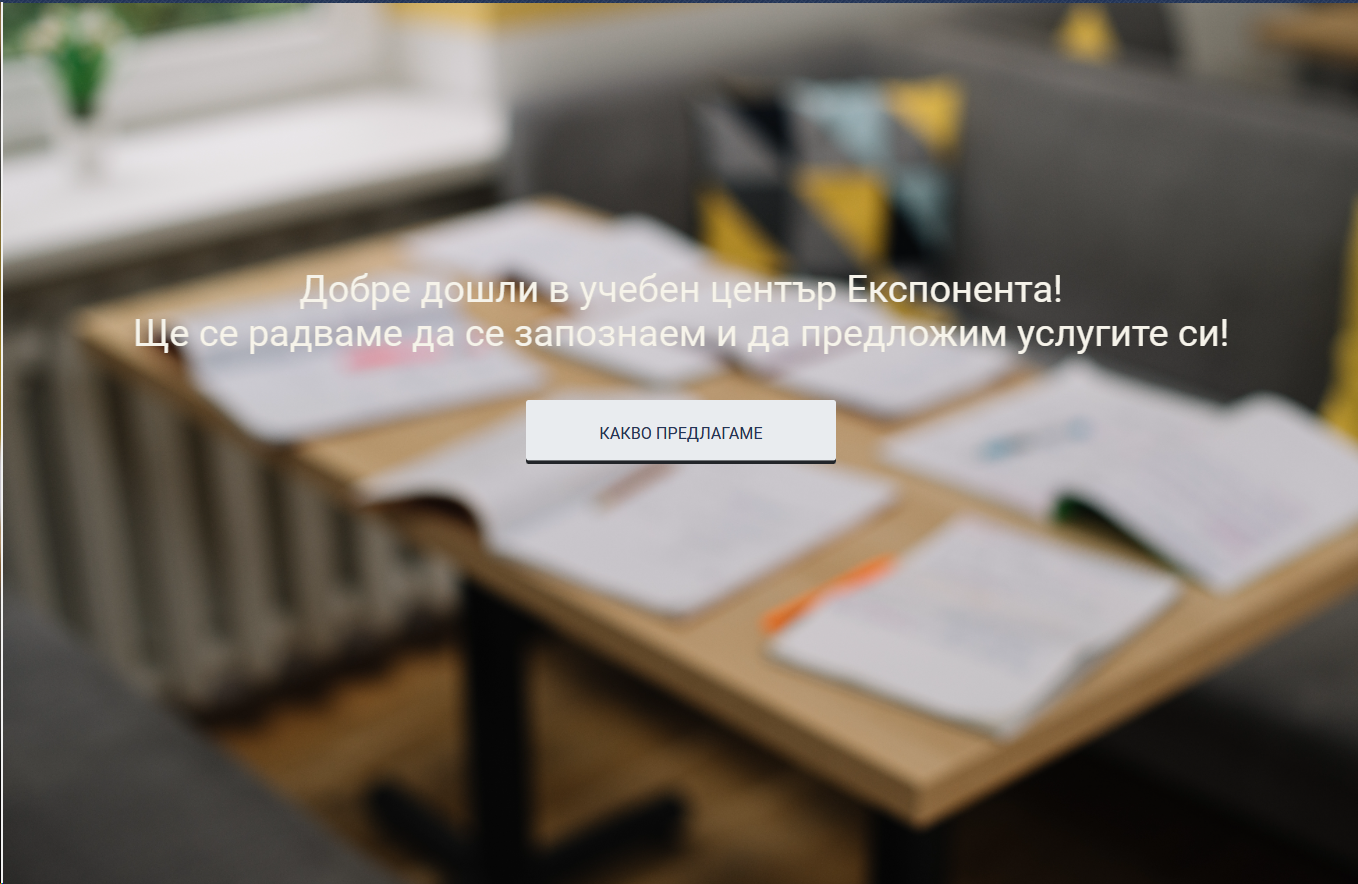 Добре дошли в учебен център Експонента!
Ще се радваме да се запознаем и да предложим услугите си!
КАКВО ПРЕДЛАГАМЕ